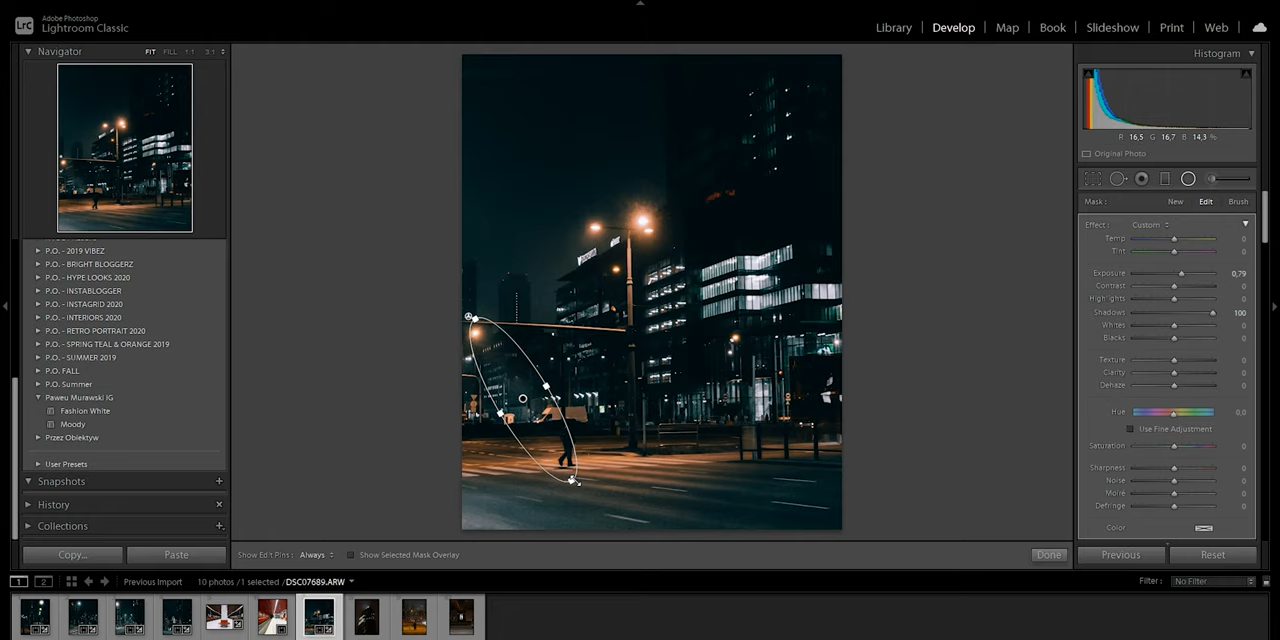 LrC
Adobe Photoshop
Lightroom Classic
Library | Develop | Map | Book | Slideshow | Print | Web
Navigator FIT FILL 1:1 3:1
Histogram
R 16,5 G 16,7 B 14,3 %
Original Photo
Mask: New Edit Brush
Effect: Custom
Temp 0
Tint 0
Exposure 0,79
Contrast 0
Highlights 0
Shadows 100
Whites 0
Blacks 0
Texture 0
Clarity 0
Dehaze 0
Hue 0,0
Use Fine Adjustment
Saturation 0
Sharpness 0
Noise 0
Moire 0
Defringe 0
Color
P.O. - 2019 VIBEZ
P.O. - BRIGHT BLOGGERZ
P.O. - HYPE LOOKS 2020
P.O. - INSTABLOGGER
P.O. - INSTAGRID 2020
P.O. - INTERIORS 2020
P.O. - RETRO PORTRAIT 2020
P.O. - SPRING TEAL & ORANGE 2019
P.O. - SUMMER 2019
P.O. FALL
P.O. Summer
Paweu Murawski IG
Fashion White
Moody
Przez Obiektyw
User Presets
Snapshots +
History ×
Collections +
Copy... Paste
Show Edit Pins: Always Show Selected Mask Overlay Done
Previous Reset
1 2 Previous Import 10 photos / 1 selected / DSC07689.ARW Filter: No Filter